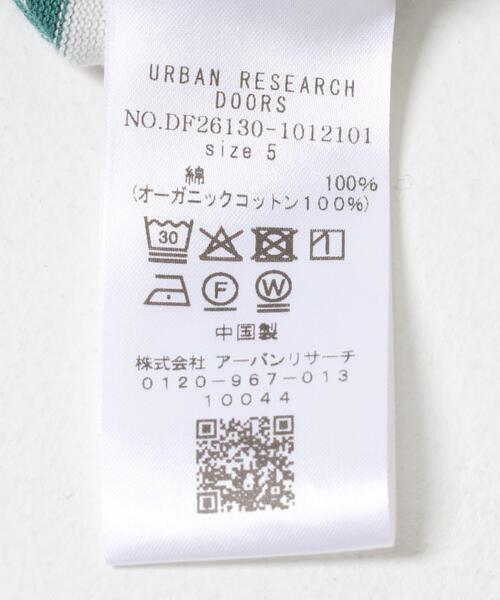 URBAN RESEARCH
DOORS
NO.DF26130-1012101
size 5
綿 100%
(オーガニックコットン100%)
30
F W
中国製
株式会社 アーバンリサーチ
0120-967-013
10044